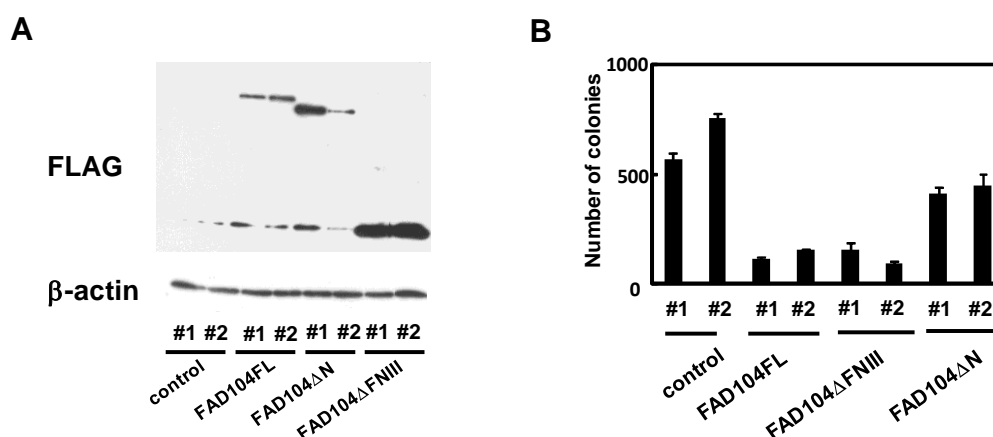 A
FLAG
β-actin
#1 #2 #1 #2 #1 #2 #1 #2
control
FAD104FL
FAD104ΔN
FAD104ΔFNIII
B
Number of colonies
1000
500
0
#1 #2 #1 #2 #1 #2 #1 #2
control
FAD104FL
FAD104ΔFNIII
FAD104ΔN